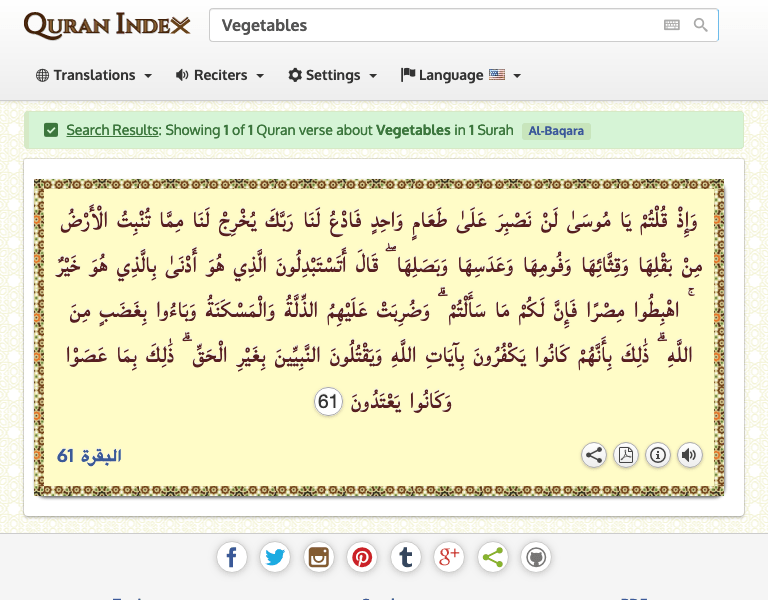 QURAN INDEX
Vegetables
Translations Reciters Settings Language
Search Results: Showing 1 of 1 Quran verse about Vegetables in 1 Surah Al-Baqara
وَإِذْ قُلْتُمْ يَا مُوسَىٰ لَنْ نَصْبِرَ عَلَىٰ طَعَامٍ وَاحِدٍ فَادْعُ لَنَا رَبَّكَ يُخْرِجْ لَنَا مِمَّا تُنْبِتُ الْأَرْضُ
مِنْ بَقْلِهَا وَقِثَّائِهَا وَفُومِهَا وَعَدَسِهَا وَبَصَلِهَا ۖ قَالَ أَتَسْتَبْدِلُونَ الَّذِي هُوَ أَدْنَىٰ بِالَّذِي هُوَ خَيْرٌ
ۚ اهْبِطُوا مِصْرًا فَإِنَّ لَكُمْ مَا سَأَلْتُمْ ۗ وَضُرِبَتْ عَلَيْهِمُ الذِّلَّةُ وَالْمَسْكَنَةُ وَبَاءُوا بِغَضَبٍ مِنَ
اللَّهِ ۗ ذَٰلِكَ بِأَنَّهُمْ كَانُوا يَكْفُرُونَ بِآيَاتِ اللَّهِ وَيَقْتُلُونَ النَّبِيِّينَ بِغَيْرِ الْحَقِّ ۗ ذَٰلِكَ بِمَا عَصَوْا
وَكَانُوا يَعْتَدُونَ 61
البقرة 61